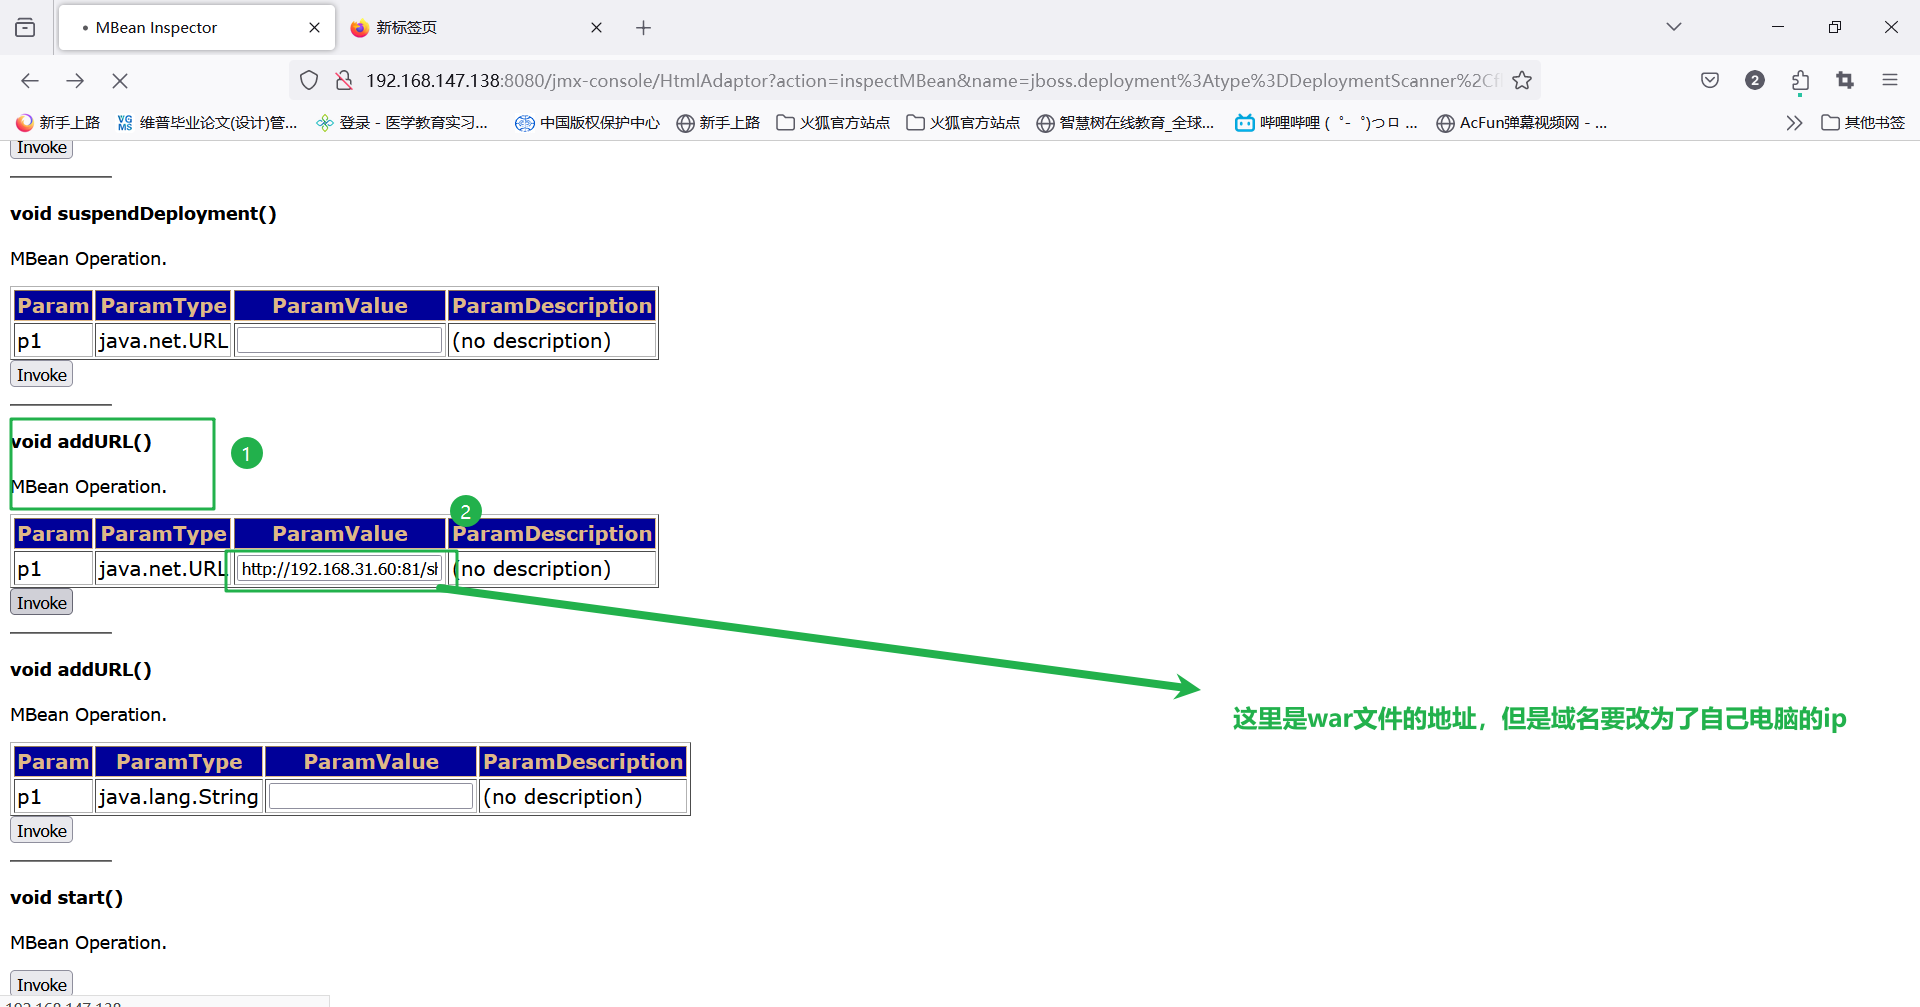 MBean Inspector
新标签页
192.168.147.138:8080/jmx-console/HtmlAdaptor?action=inspectMBean&name=jboss.deployment%3Atype%3DDeploymentScanner%2Cf
2
新手上路
维普毕业论文(设计)管...
登录 - 医学教育实习...
中国版权保护中心
新手上路
火狐官方站点
火狐官方站点
智慧树在线教育_全球...
哔哩哔哩 ( ゜- ゜)つロ ...
AcFun弹幕视频网 - ...
其他书签
Invoke
void suspendDeployment()
MBean Operation.
Param ParamType ParamValue ParamDescription
p1 java.net.URL (no description)
Invoke
void addURL()
1
MBean Operation.
2
Param ParamType ParamValue ParamDescription
p1 java.net.URL http://192.168.31.60:81/sh (no description)
Invoke
void addURL()
MBean Operation.
这里是war文件的地址，但是域名要改为了自己电脑的ip
Param ParamType ParamValue ParamDescription
p1 java.lang.String (no description)
Invoke
void start()
MBean Operation.
Invoke
192.168.147.138